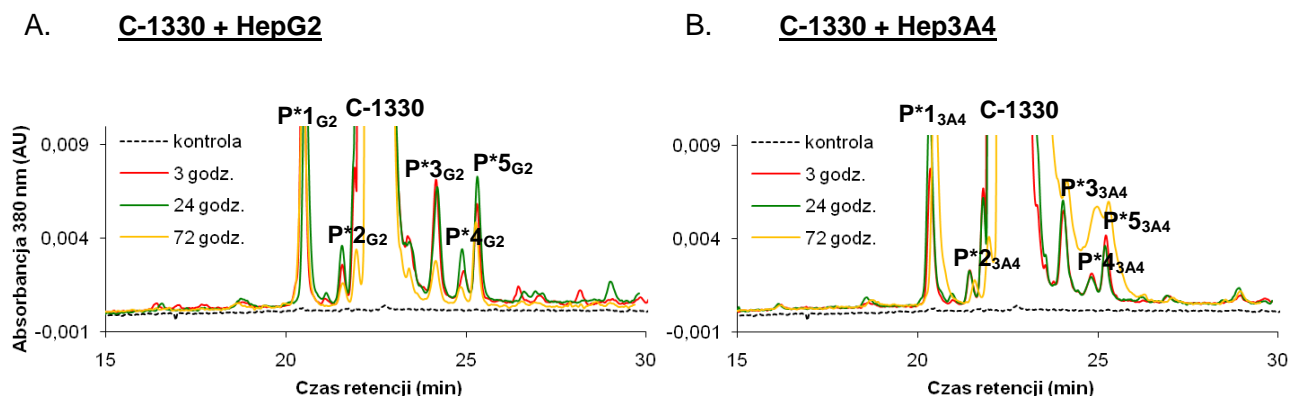 A. C-1330 + HepG2
B. C-1330 + Hep3A4
P*1G2 C-1330
0,009
kontrola
3 godz.
24 godz.
72 godz.
P*3G2 P*5G2
0,004
P*2G2 P*4G2
-0,001
15 20 25 30
Absorbancja 380 nm (AU)
Czas retencji (min)
P*13A4 C-1330
0,009
kontrola
3 godz.
24 godz.
72 godz.
P*33A4
P*53A4
0,004
P*23A4 P*43A4
-0,001
15 20 25 30
Czas retencji (min)